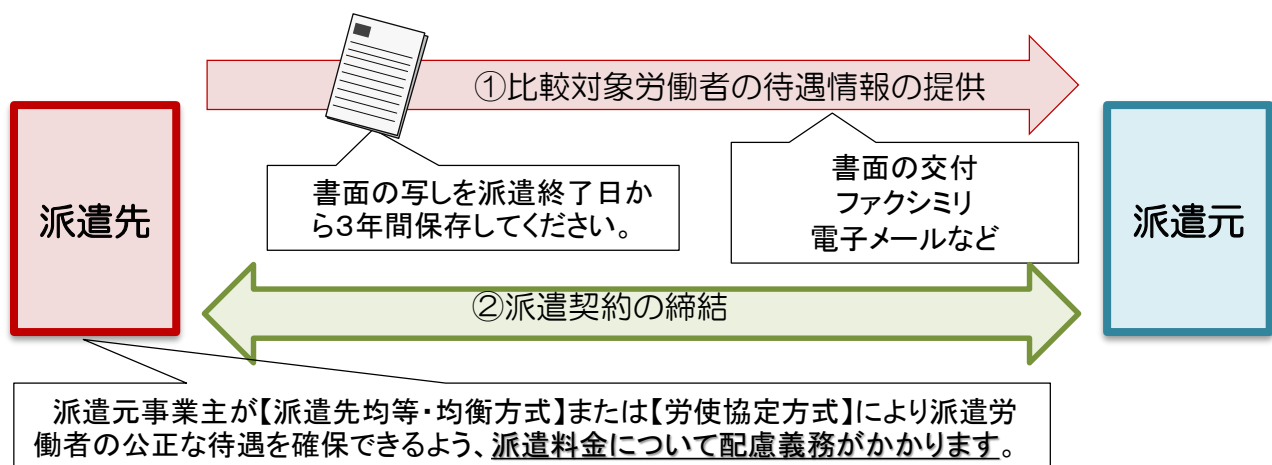 ①比較対象労働者の待遇情報の提供
書面の写しを派遣終了日か
ら3年間保存してください。
書面の交付
ファクシミリ
電子メールなど
派遣先
派遣元
②派遣契約の締結
派遣元事業主が【派遣先均等・均衡方式】または【労使協定方式】により派遣労
働者の公正な待遇を確保できるよう、派遣料金について配慮義務がかかります。